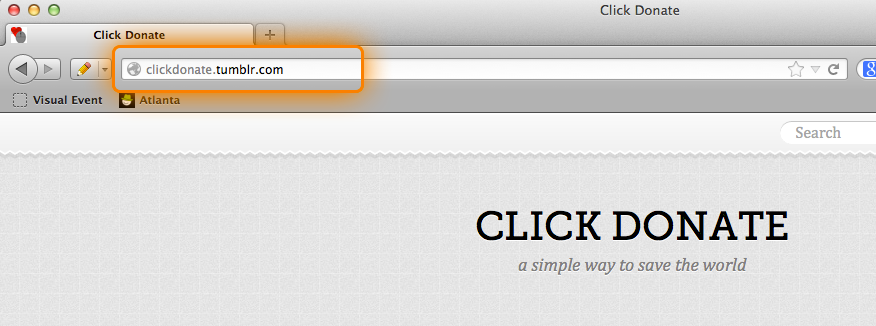 Click Donate
Click Donate
clickdonate.tumblr.com
Visual Event
Atlanta
Search
CLICK DONATE
a simple way to save the world